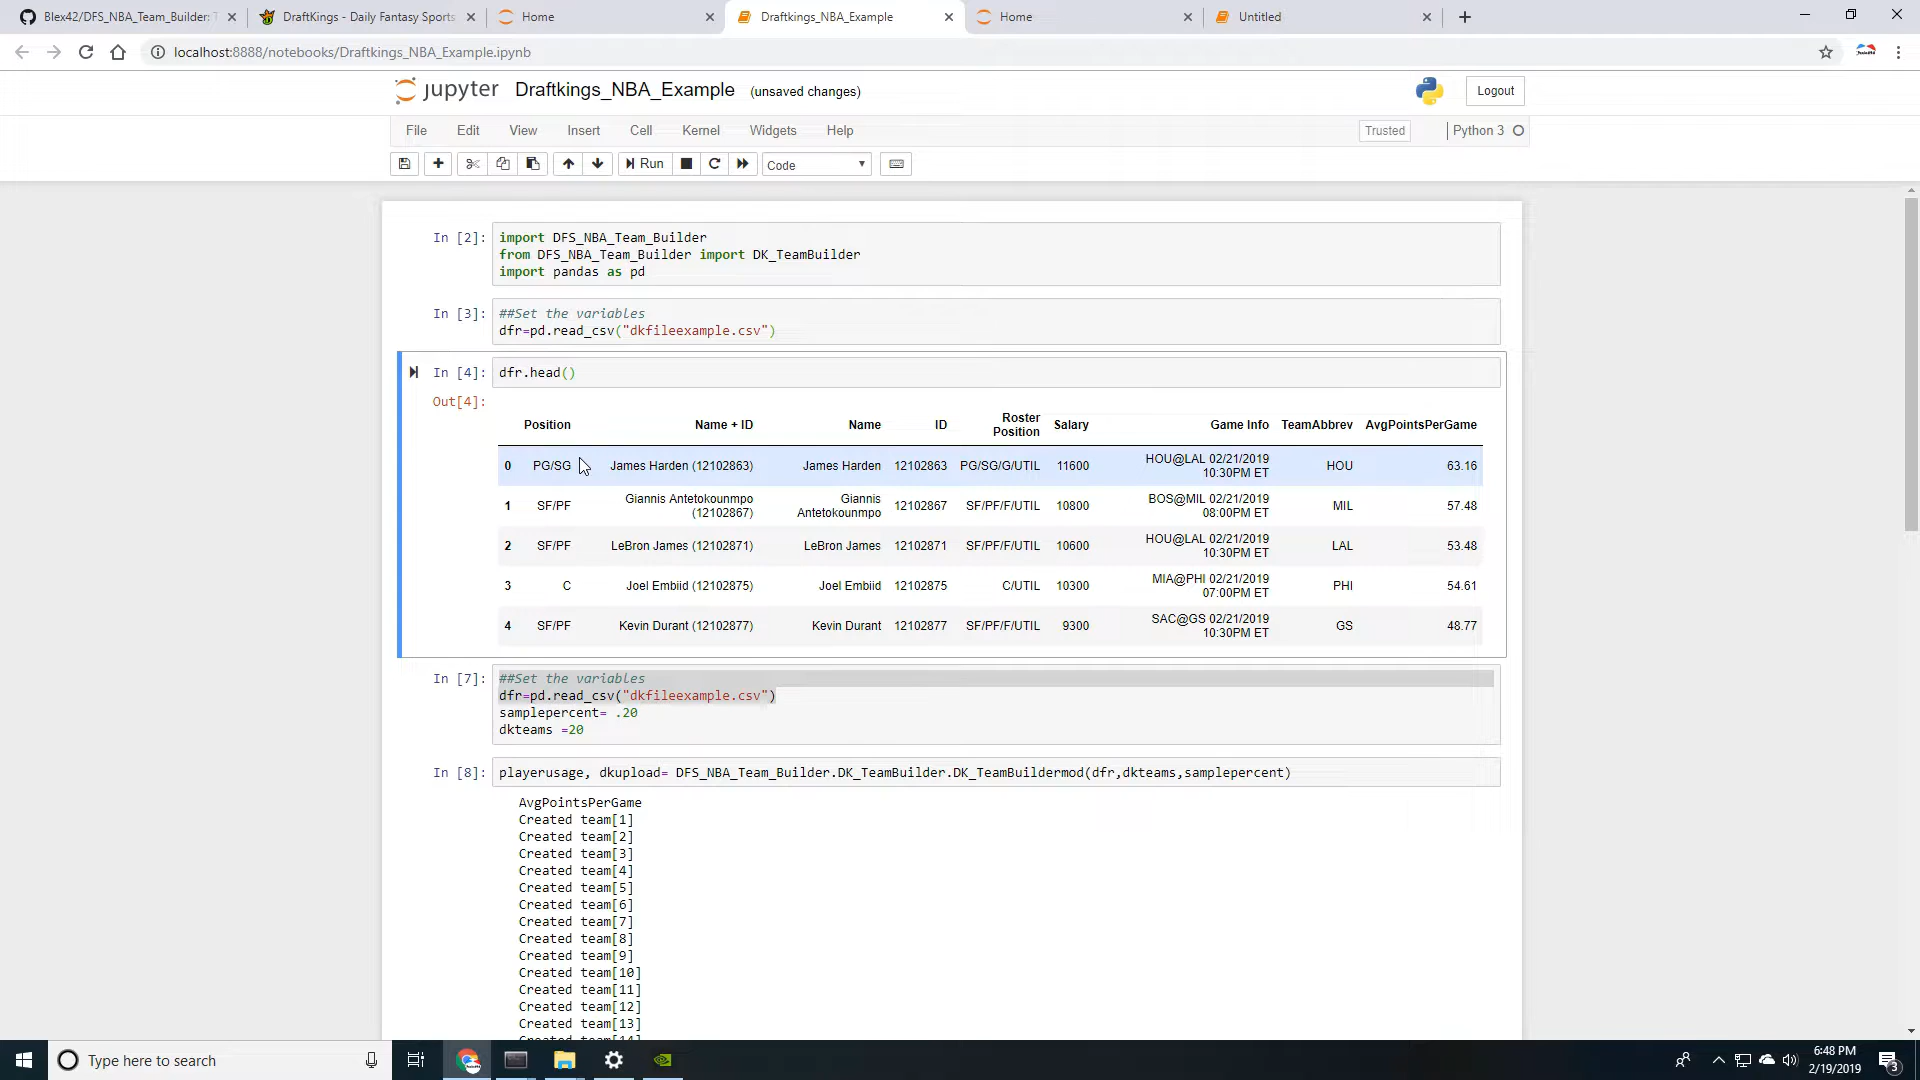 Blex42/DFS_NBA_Team_Builder: T
DraftKings - Daily Fantasy Sports
Home
Draftkings_NBA_Example
Home
Untitled
localhost:8888/notebooks/Draftkings_NBA_Example.ipynb
jupyter Draftkings_NBA_Example (unsaved changes)
Logout
File Edit View Insert Cell Kernel Widgets Help
Trusted
Python 3
Run
Code
In [2]:
import DFS_NBA_Team_Builder
from DFS_NBA_Team_Builder import DK_TeamBuilder
import pandas as pd
In [3]:
##Set the variables
dfr=pd.read_csv("dkfileexample.csv")
In [4]: dfr.head()
Out[4]:
Position Name + ID Name ID Roster Position Salary Game Info TeamAbbrev AvgPointsPerGame
0 PG/SG James Harden (12102863) James Harden 12102863 PG/SG/G/UTIL 11600 HOU@LAL 02/21/2019 10:30PM ET HOU 63.16
1 SF/PF Giannis Antetokounmpo (12102867) Giannis Antetokounmpo 12102867 SF/PF/F/UTIL 10800 BOS@MIL 02/21/2019 08:00PM ET MIL 57.48
2 SF/PF LeBron James (12102871) LeBron James 12102871 SF/PF/F/UTIL 10600 HOU@LAL 02/21/2019 10:30PM ET LAL 53.48
3 C Joel Embiid (12102875) Joel Embiid 12102875 C/UTIL 10300 MIA@PHI 02/21/2019 07:00PM ET PHI 54.61
4 SF/PF Kevin Durant (12102877) Kevin Durant 12102877 SF/PF/F/UTIL 9300 SAC@GS 02/21/2019 10:30PM ET GS 48.77
In [7]:
##Set the variables
dfr=pd.read_csv("dkfileexample.csv")
samplepercent= .20
dkteams =20
In [8]: playerusage, dkupload= DFS_NBA_Team_Builder.DK_TeamBuilder.DK_TeamBuildermod(dfr,dkteams,samplepercent)
AvgPointsPerGame
Created team[1]
Created team[2]
Created team[3]
Created team[4]
Created team[5]
Created team[6]
Created team[7]
Created team[8]
Created team[9]
Created team[10]
Created team[11]
Created team[12]
Created team[13]
Type here to search
6:48 PM
2/19/2019
3